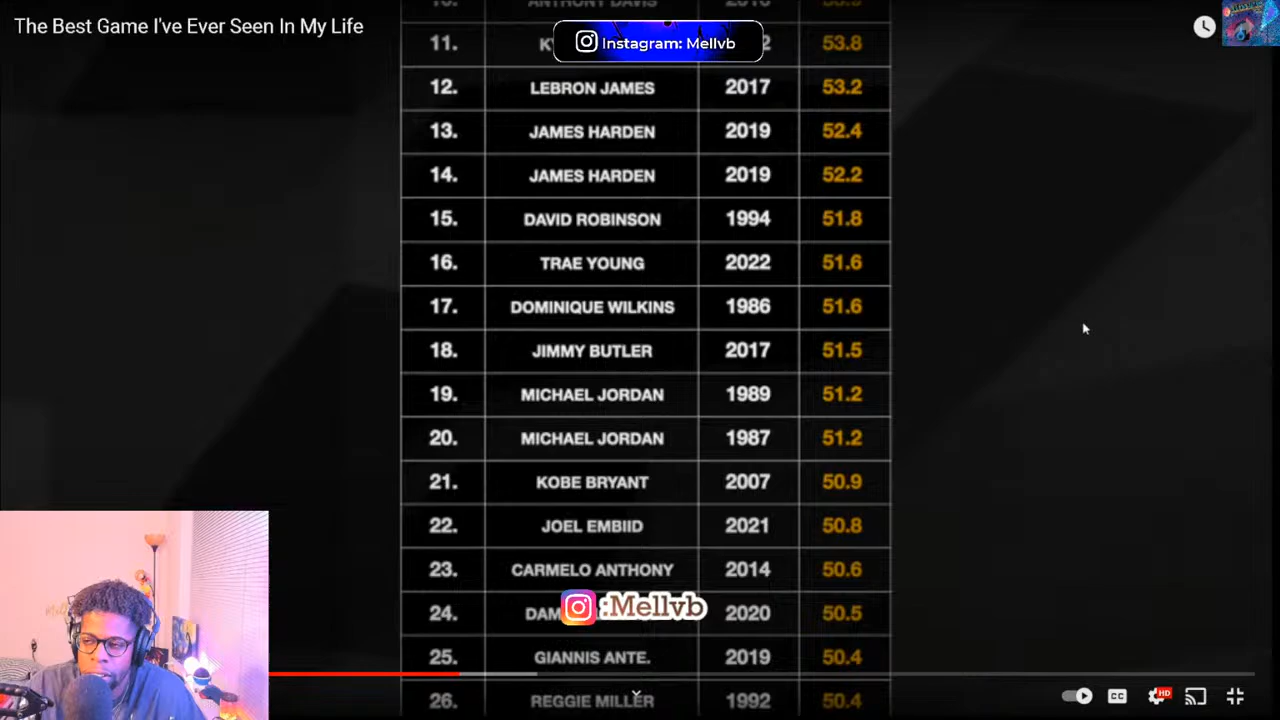 The Best Game I've Ever Seen In My Life
ANTHONY DAVIS
11. 53.8
Instagram: Mellvb
12. LEBRON JAMES 2017 53.2
13. JAMES HARDEN 2019 52.4
14. JAMES HARDEN 2019 52.2
15. DAVID ROBINSON 1994 51.8
16. TRAE YOUNG 2022 51.6
17. DOMINIQUE WILKINS 1986 51.6
18. JIMMY BUTLER 2017 51.5
19. MICHAEL JORDAN 1989 51.2
20. MICHAEL JORDAN 1987 51.2
21. KOBE BRYANT 2007 50.9
22. JOEL EMBIID 2021 50.8
23. CARMELO ANTHONY 2014 50.6
:Mellvb
24. DAM 2020 50.5
25. GIANNIS ANTE. 2019 50.4
26. REGGIE MILLER 1992 50.4
CC
HD